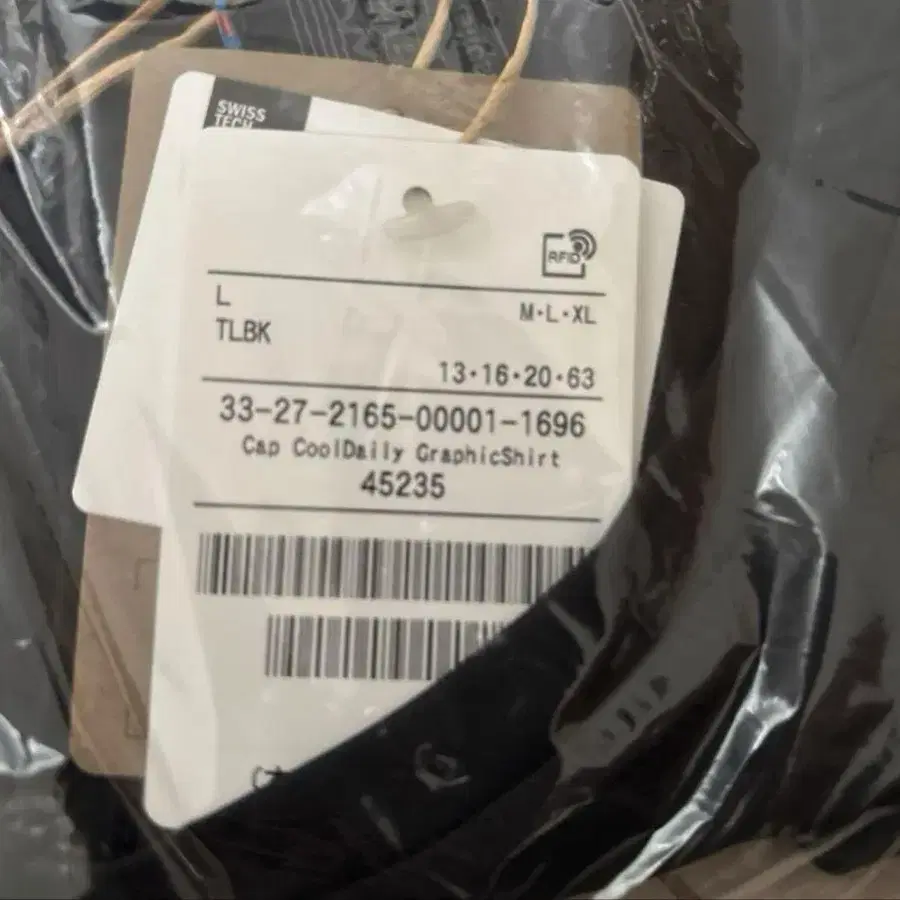 SWISS
TECH
RFID
L
M・L・XL
TLBK
13・16・20・63
33-27-2165-00001-1696
Cap CoolDaily GraphicShirt
45235